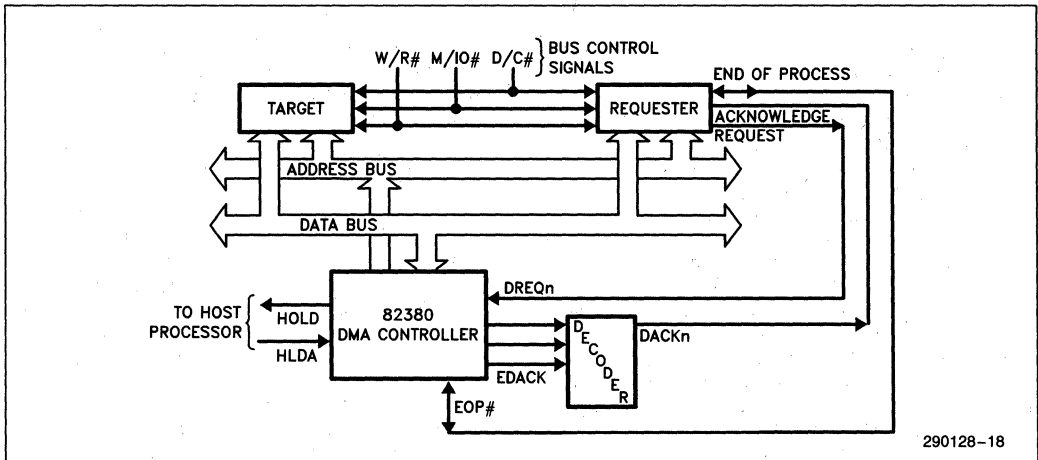 W/R# M/IO# D/C# } BUS CONTROL
SIGNALS
END OF PROCESS
TARGET
REQUESTER
ACKNOWLEDGE
REQUEST
ADDRESS BUS
DATA BUS
TO HOST
PROCESSOR
HOLD
HLDA
82380
DMA CONTROLLER
DREQn
DECODER
DACKn
EDACK
EOP#
290128-18